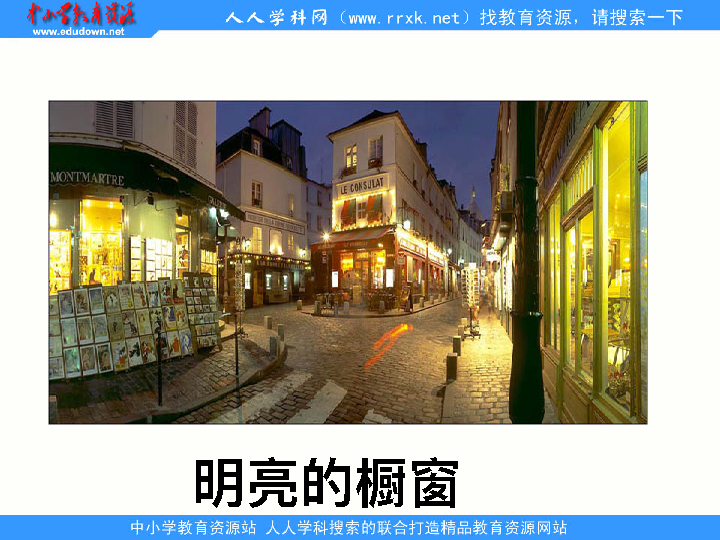 中小学教育资源
www.edudown.net
人人学科网（www.rrxk.net）找教育资源，请搜索一下
MONTMARTRE
LE CONSULAT
明亮的橱窗
中小学教育资源站 人人学科搜索的联合打造精品教育资源网站